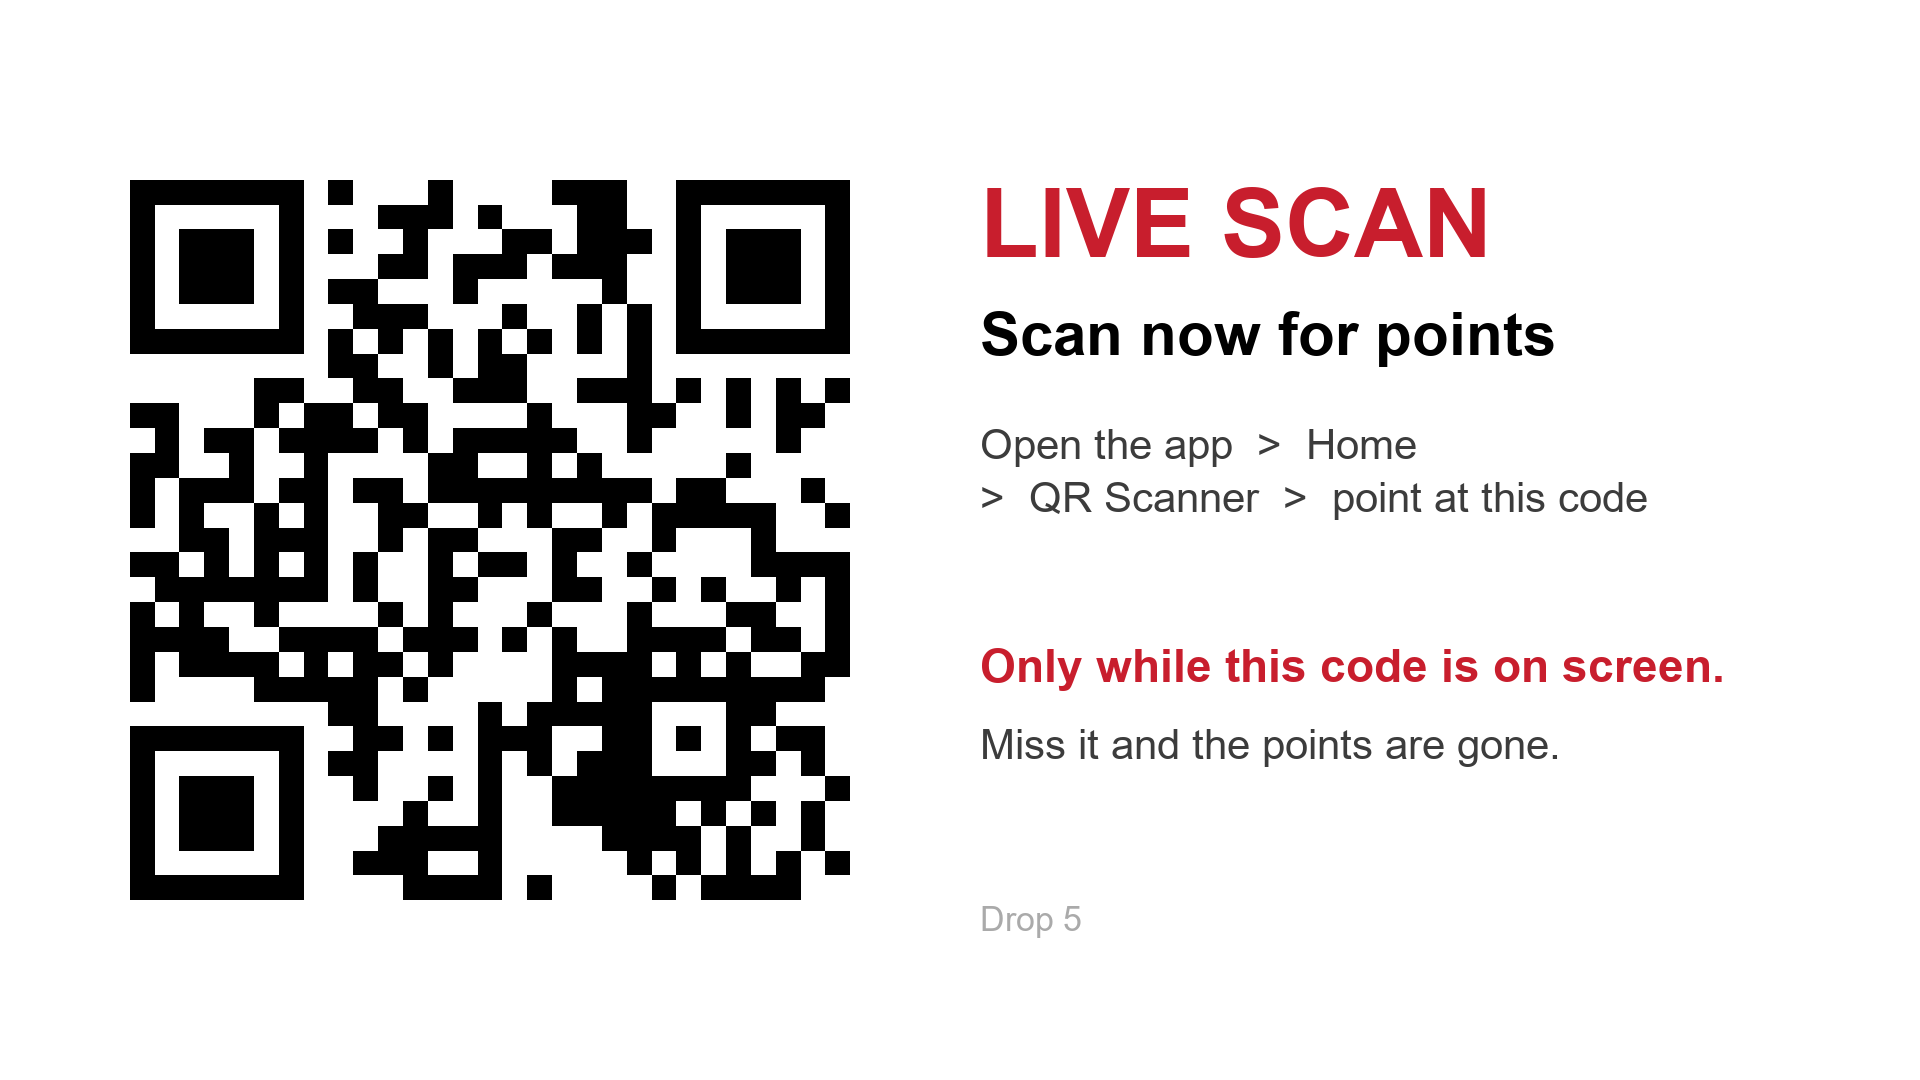 LIVE SCAN
Scan now for points
Open the app > Home
> QR Scanner > point at this code
Only while this code is on screen.
Miss it and the points are gone.
Drop 5